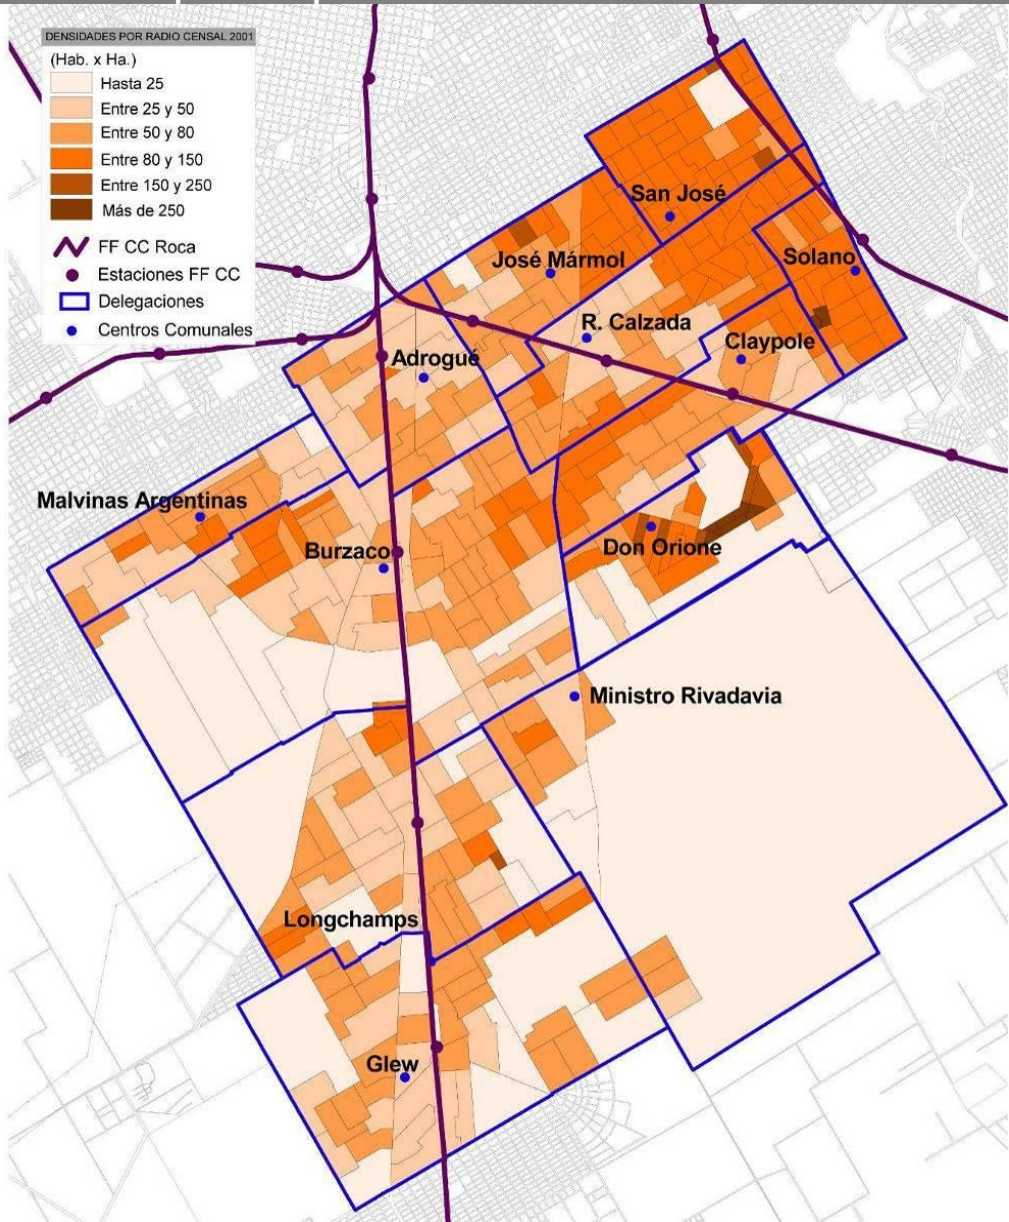 DENSIDADES POR RADIO CENSAL 2001
(Hab. x Ha.)
Hasta 25
Entre 25 y 50
Entre 50 y 80
Entre 80 y 150
Entre 150 y 250
Más de 250
FF CC Roca
Estaciones FF CC
Delegaciones
Centros Comunales
San José
José Mármol
Solano
R. Calzada
Claypole
Adrogué
Malvinas Argentinas
Burzaco
Don Orione
Ministro Rivadavia
Longchamps
Glew